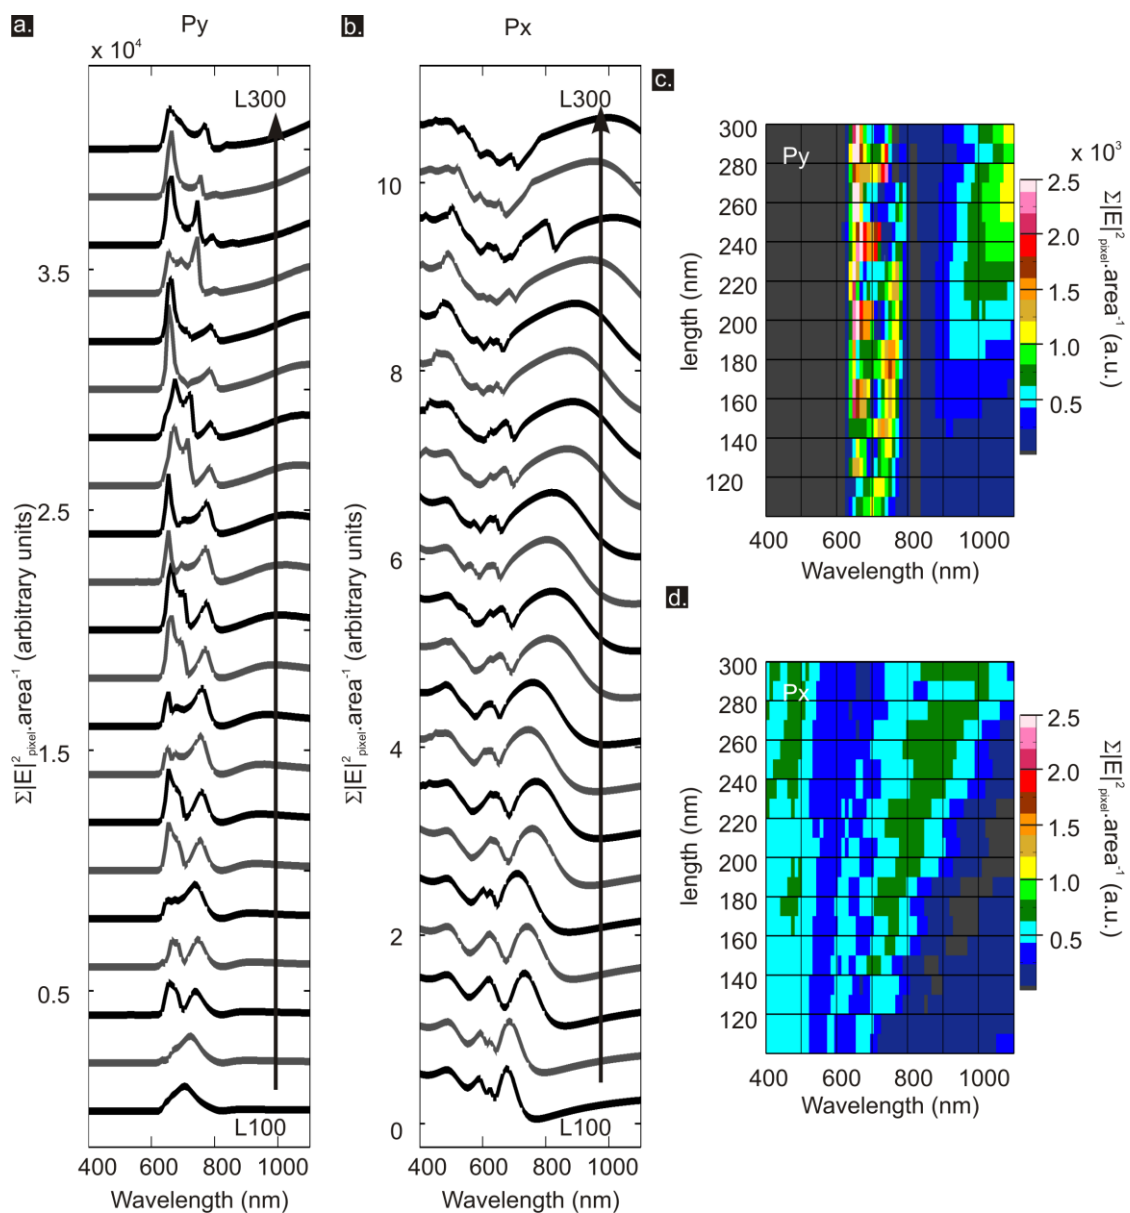 a.
Py
x 10⁴
L300
3.5
2.5
1.5
0.5
L100
400 600 800 1000
Wavelength (nm)
Σ|E|²pixel.area⁻¹ (arbitrary units)
b.
Px
L300
10
8
6
4
2
0
L100
400 600 800 1000
Wavelength (nm)
Σ|E|²pixel.area⁻¹ (arbitrary units)
c.
Py
300
280
260
240
220
200
180
160
140
120
length (nm)
400 600 800 1000
Wavelength (nm)
x 10³
2.5
2.0
1.5
1.0
0.5
Σ|E|²pixel.area⁻¹ (a.u.)
d.
Px
300
280
260
240
220
200
180
160
140
120
length (nm)
400 600 800 1000
Wavelength (nm)
2.5
2.0
1.5
1.0
0.5
Σ|E|²pixel.area⁻¹ (a.u.)